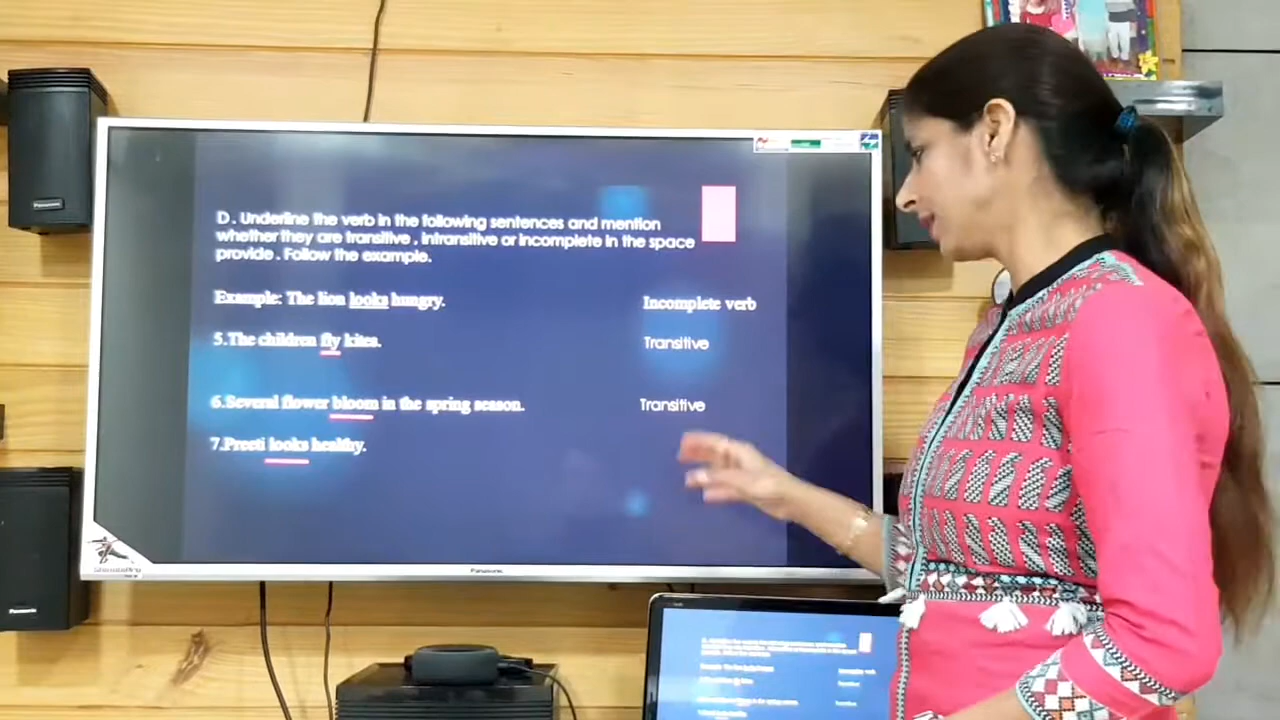 D. Underline the verb in the following sentences and mention
whether they are transitive, intransitive or incomplete in the space
provide. Follow the example.
Example: The lion looks hungry. Incomplete verb
5.The children fly kites. Transitive
6.Several flower bloom in the spring season. Transitive
7.Preeti looks healthy.
Panasonic